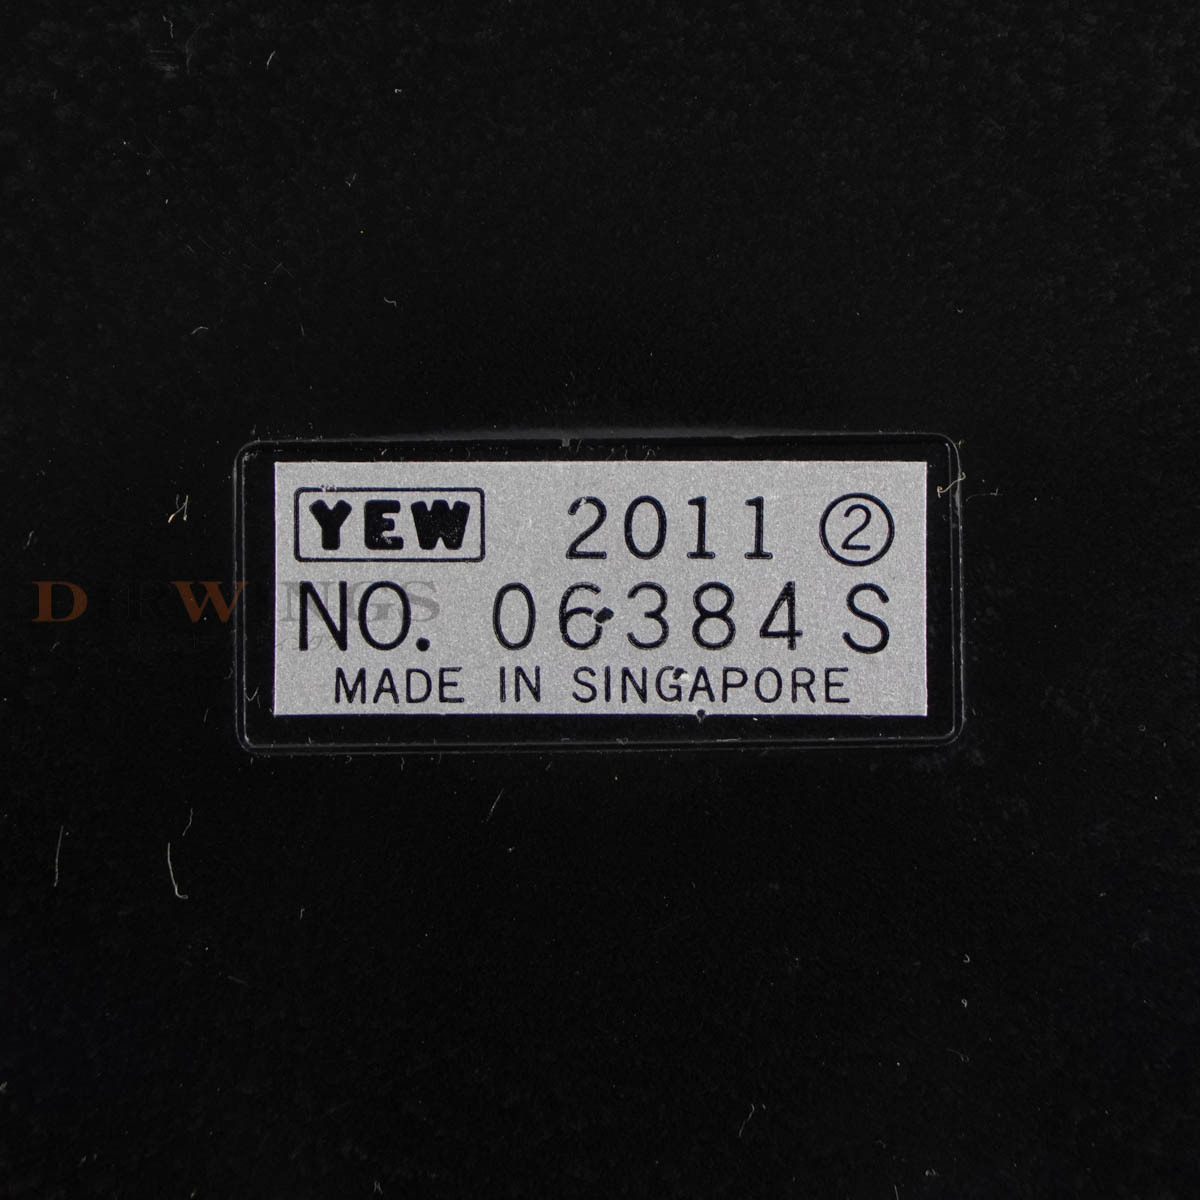 YEW 2011 ②
NO. 06384 S
MADE IN SINGAPORE